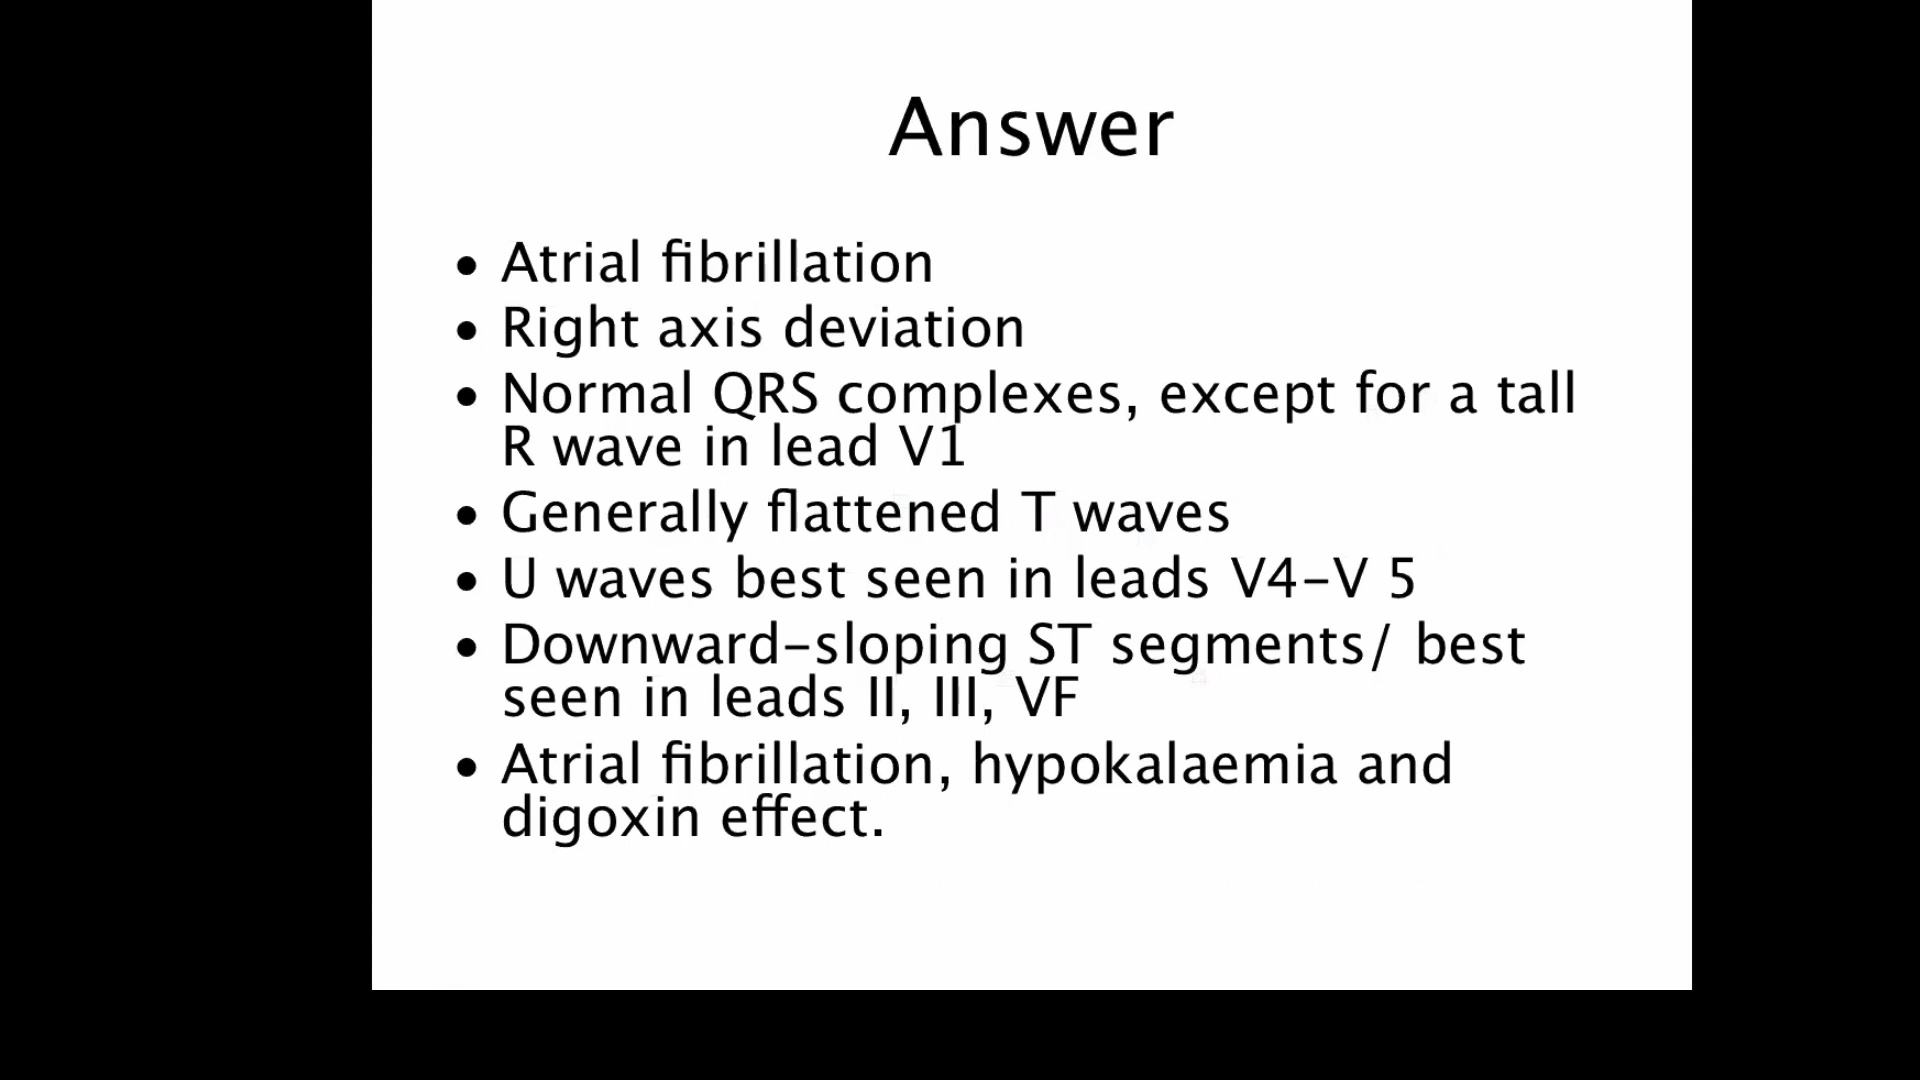 Answer
• Atrial fibrillation
• Right axis deviation
• Normal QRS complexes, except for a tall
R wave in lead V1
• Generally flattened T waves
• U waves best seen in leads V4-V 5
• Downward-sloping ST segments/ best
seen in leads II, III, VF
• Atrial fibrillation, hypokalaemia and
digoxin effect.